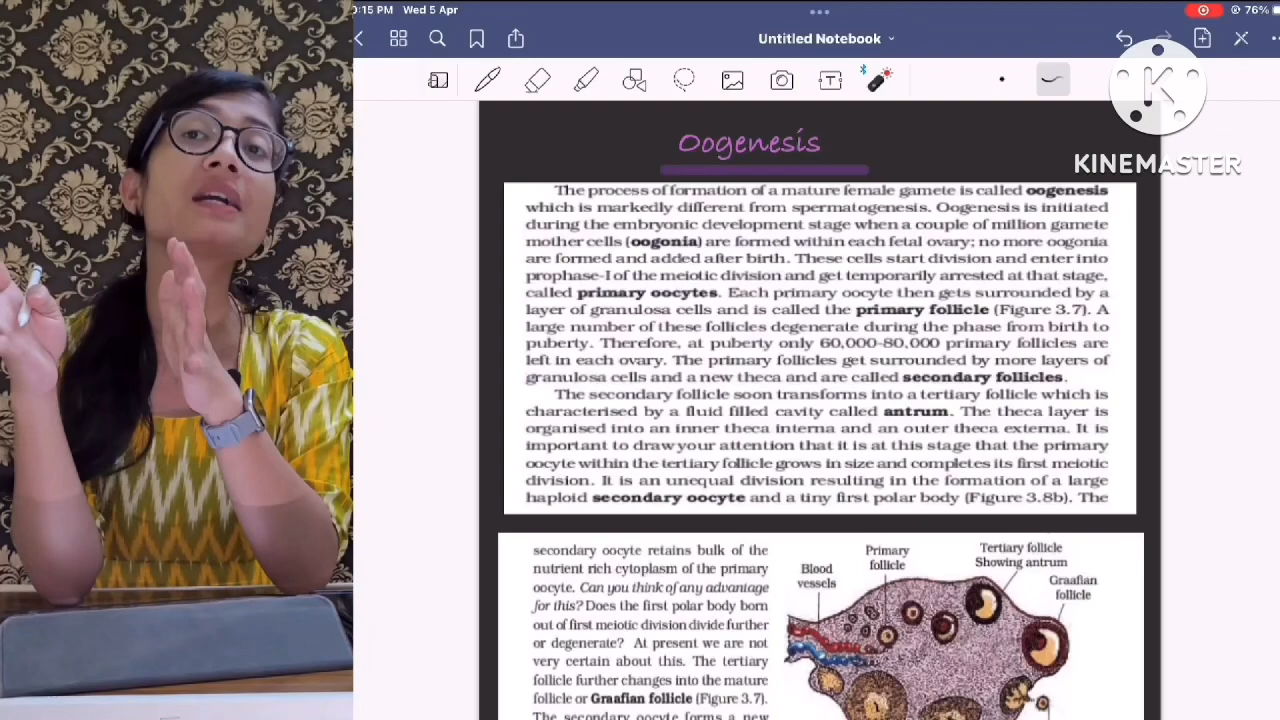 0:15 PM Wed 5 Apr
76%
Untitled Notebook
KINEMASTER
Oogenesis
The process of formation of a mature female gamete is called oogenesis
which is markedly different from spermatogenesis. Oogenesis is initiated
during the embryonic development stage when a couple of million gamete
mother cells (oogonia) are formed within each fetal ovary; no more oogonia
are formed and added after birth. These cells start division and enter into
prophase-I of the meiotic division and get temporarily arrested at that stage,
called primary oocytes. Each primary oocyte then gets surrounded by a
layer of granulosa cells and is called the primary follicle (Figure 3.7). A
large number of these follicles degenerate during the phase from birth to
puberty. Therefore, at puberty only 60,000-80,000 primary follicles are
left in each ovary. The primary follicles get surrounded by more layers of
granulosa cells and a new theca and are called secondary follicles.
The secondary follicle soon transforms into a tertiary follicle which is
characterised by a fluid filled cavity called antrum. The theca layer is
organised into an inner theca interna and an outer theca externa. It is
important to draw your attention that it is at this stage that the primary
oocyte within the tertiary follicle grows in size and completes its first meiotic
division. It is an unequal division resulting in the formation of a large
haploid secondary oocyte and a tiny first polar body (Figure 3.8b). The
secondary oocyte retains bulk of the
nutrient rich cytoplasm of the primary
oocyte. Can you think of any advantage
for this? Does the first polar body born
out of first meiotic division divide further
or degenerate? At present we are not
very certain about this. The tertiary
follicle further changes into the mature
follicle or Graafian follicle (Figure 3.7).
The secondary oocyte forms a new
Blood
vessels
Primary
follicle
Tertiary follicle
Showing antrum
Graafian
follicle